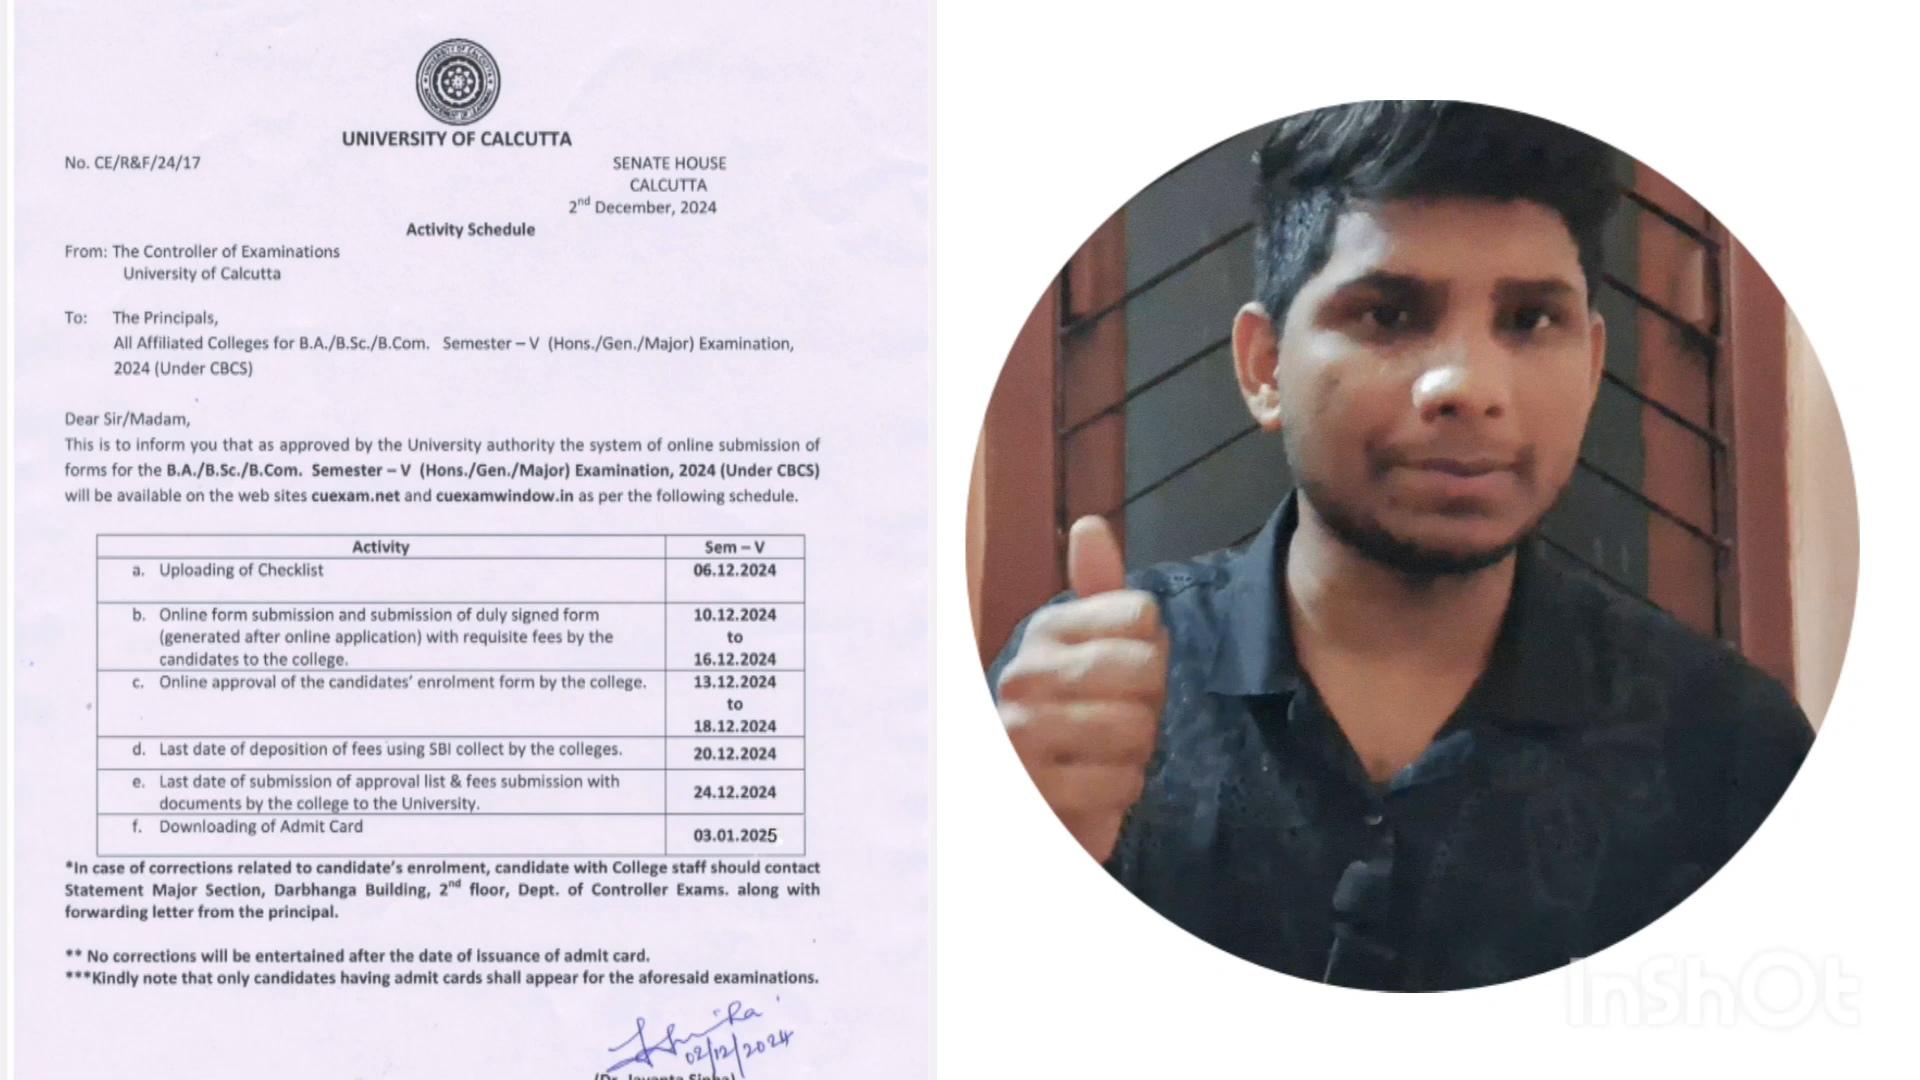 UNIVERSITY OF CALCUTTA
No. CE/R&F/24/17
SENATE HOUSE
CALCUTTA
2nd December, 2024
Activity Schedule
From: The Controller of Examinations
University of Calcutta
To: The Principals,
All Affiliated Colleges for B.A./B.Sc./B.Com. Semester – V (Hons./Gen./Major) Examination,
2024 (Under CBCS)
Dear Sir/Madam,
This is to inform you that as approved by the University authority the system of online submission of
forms for the B.A./B.Sc./B.Com. Semester – V (Hons./Gen./Major) Examination, 2024 (Under CBCS)
will be available on the web sites cuexam.net and cuexamwindow.in as per the following schedule.
Activity Sem – V
a. Uploading of Checklist 06.12.2024
b. Online form submission and submission of duly signed form 10.12.2024
(generated after online application) with requisite fees by the to
candidates to the college. 16.12.2024
c. Online approval of the candidates' enrolment form by the college. 13.12.2024
to
18.12.2024
d. Last date of deposition of fees using SBI collect by the colleges. 20.12.2024
e. Last date of submission of approval list & fees submission with
documents by the college to the University. 24.12.2024
f. Downloading of Admit Card 03.01.2025
*In case of corrections related to candidate's enrolment, candidate with College staff should contact
Statement Major Section, Darbhanga Building, 2nd floor, Dept. of Controller Exams. along with
forwarding letter from the principal.
** No corrections will be entertained after the date of issuance of admit card.
***Kindly note that only candidates having admit cards shall appear for the aforesaid examinations.
02/12/2024
InShOt